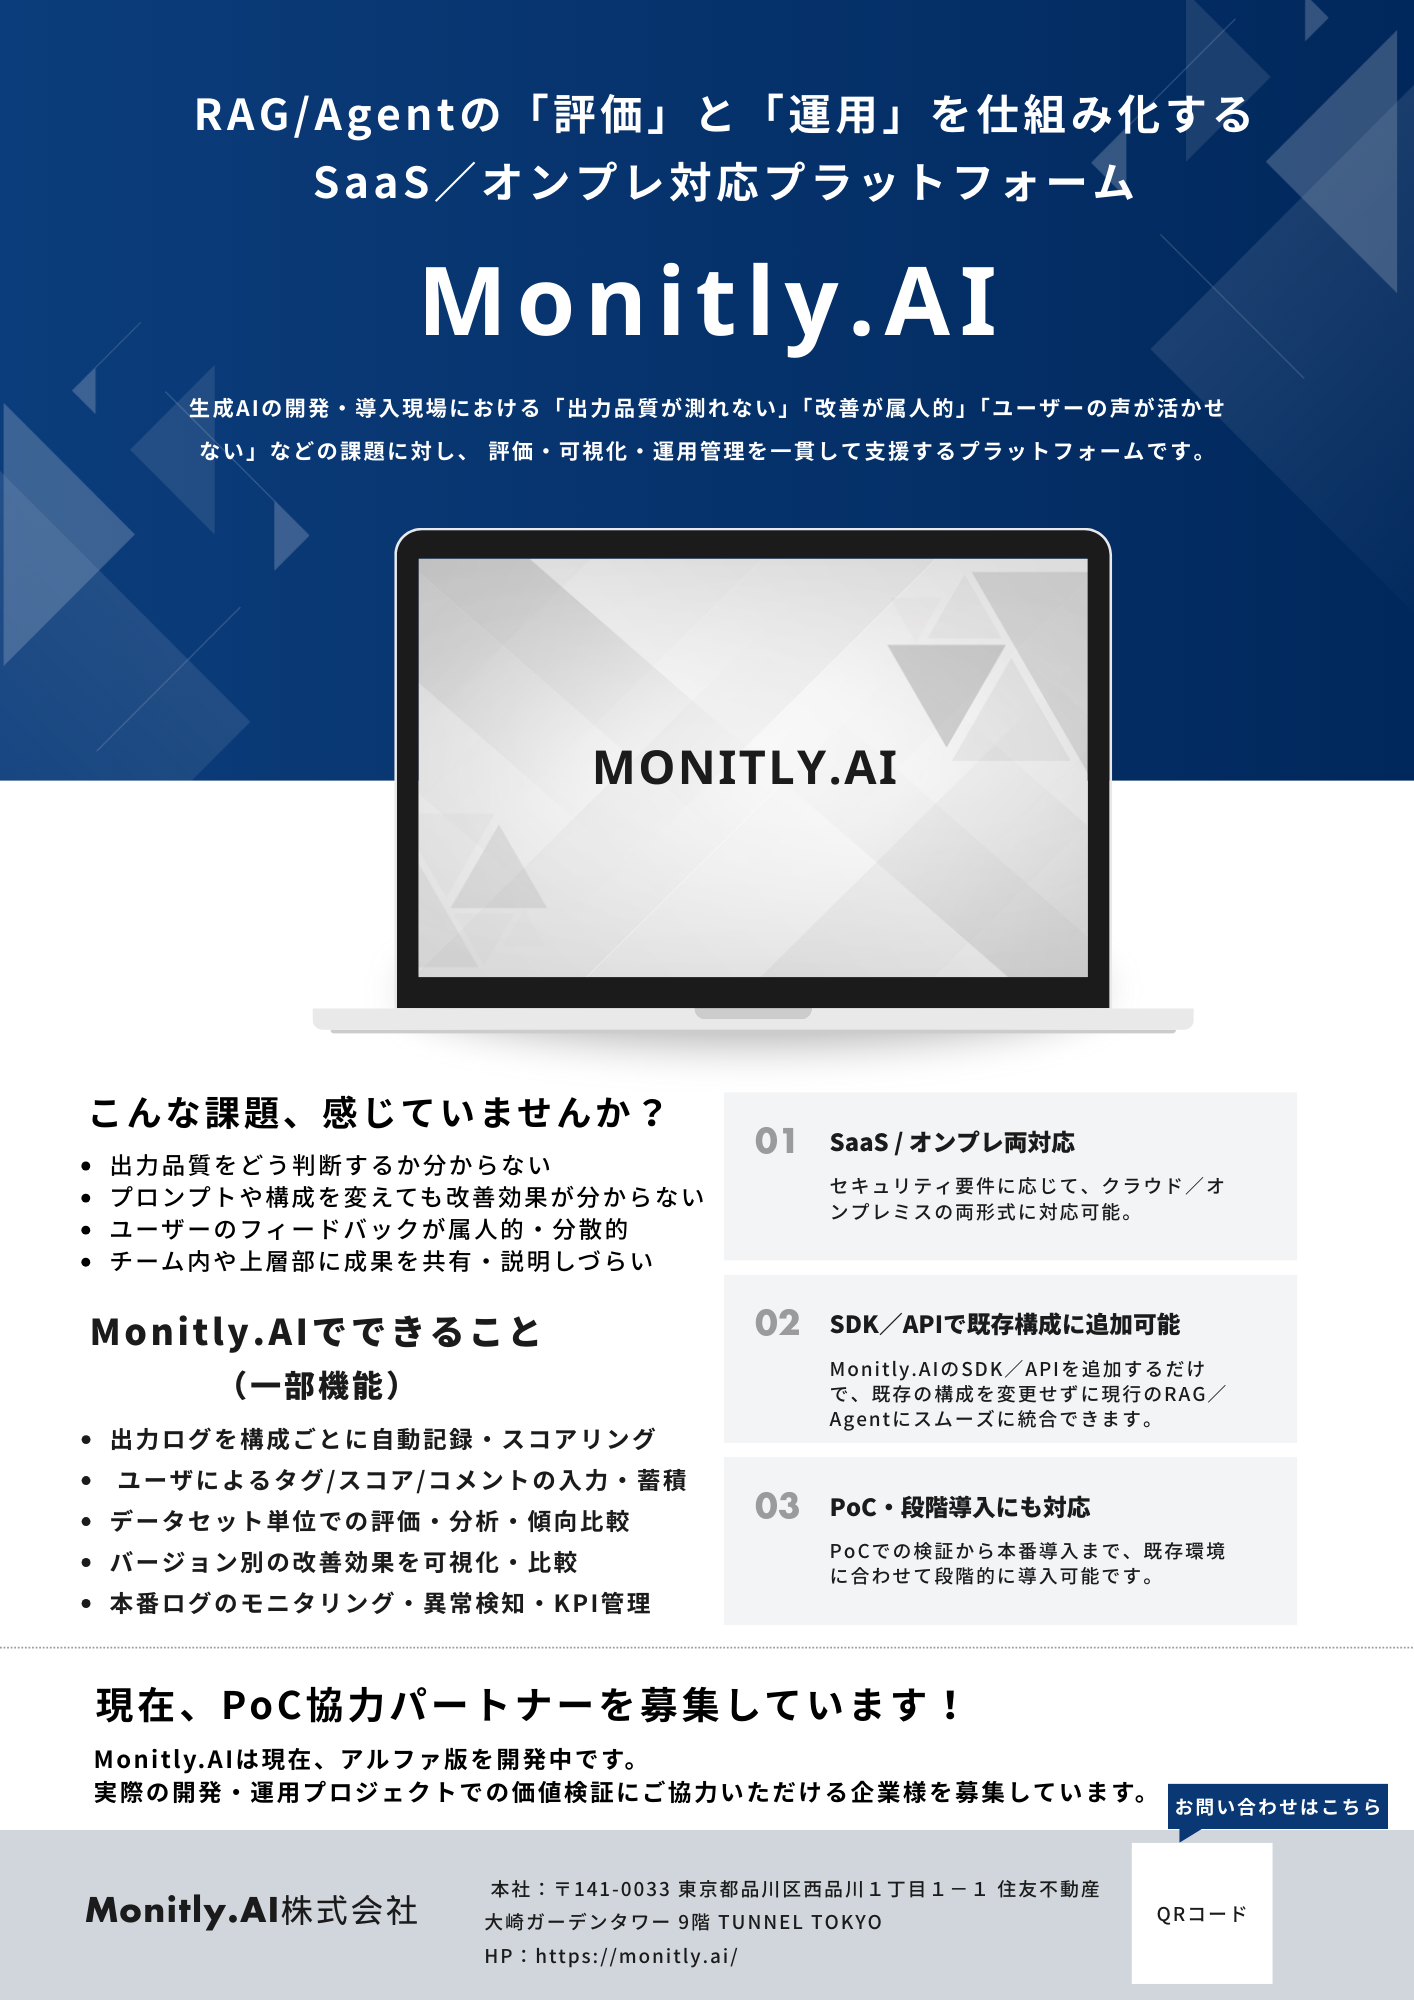 RAG/Agentの「評価」と「運用」を仕組み化する
SaaS／オンプレ対応プラットフォーム
Monitly.AI
生成AIの開発・導入現場における「出力品質が測れない」「改善が属人的」「ユーザーの声が活かせ
ない」などの課題に対し、 評価・可視化・運用管理を一貫して支援するプラットフォームです。
MONITLY.AI
こんな課題、感じていませんか？
• 出力品質をどう判断するか分からない
• プロンプトや構成を変えても改善効果が分からない
• ユーザーのフィードバックが属人的・分散的
• チーム内や上層部に成果を共有・説明しづらい
Monitly.AIでできること
（一部機能）
• 出力ログを構成ごとに自動記録・スコアリング
• ユーザによるタグ/スコア/コメントの入力・蓄積
• データセット単位での評価・分析・傾向比較
• バージョン別の改善効果を可視化・比較
• 本番ログのモニタリング・異常検知・KPI管理
01 SaaS / オンプレ両対応
セキュリティ要件に応じて、クラウド／オ
ンプレミスの両形式に対応可能。
02 SDK／APIで既存構成に追加可能
Monitly.AIのSDK／APIを追加するだけ
で、既存の構成を変更せずに現行のRAG／
Agentにスムーズに統合できます。
03 PoC・段階導入にも対応
PoCでの検証から本番導入まで、既存環境
に合わせて段階的に導入可能です。
現在、PoC協力パートナーを募集しています！
Monitly.AIは現在、アルファ版を開発中です。
実際の開発・運用プロジェクトでの価値検証にご協力いただける企業様を募集しています。
お問い合わせはこちら
Monitly.AI株式会社
本社：〒141-0033 東京都品川区西品川１丁目１−１ 住友不動産
大崎ガーデンタワー 9階 TUNNEL TOKYO
HP：https://monitly.ai/
QRコード